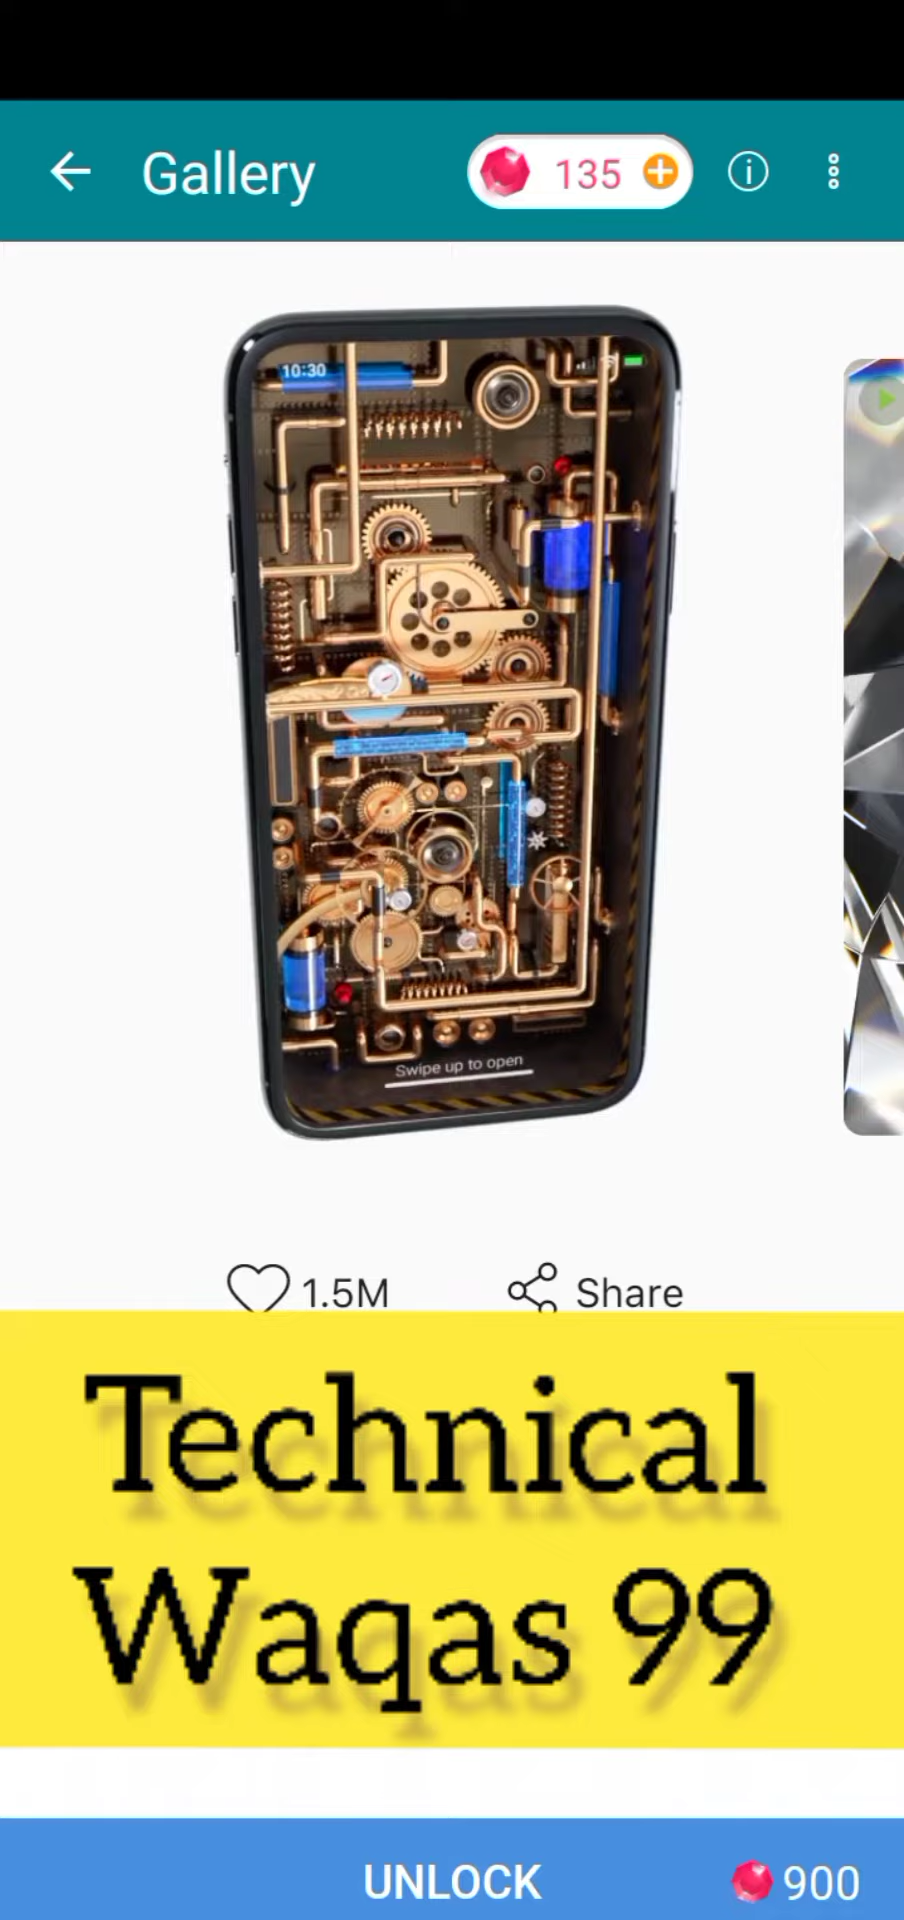 Gallery 135
10:30
Swipe up to open
1.5M Share
Technical
Waqas 99
UNLOCK 900